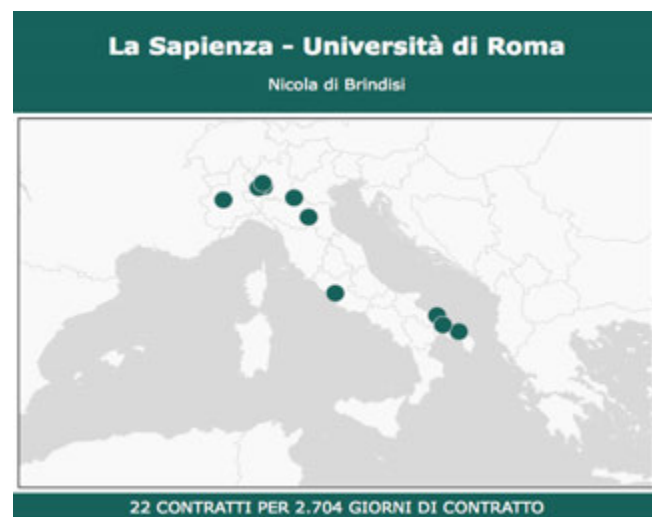 La Sapienza - Università di Roma
Nicola di Brindisi
22 CONTRATTI PER 2.704 GIORNI DI CONTRATTO